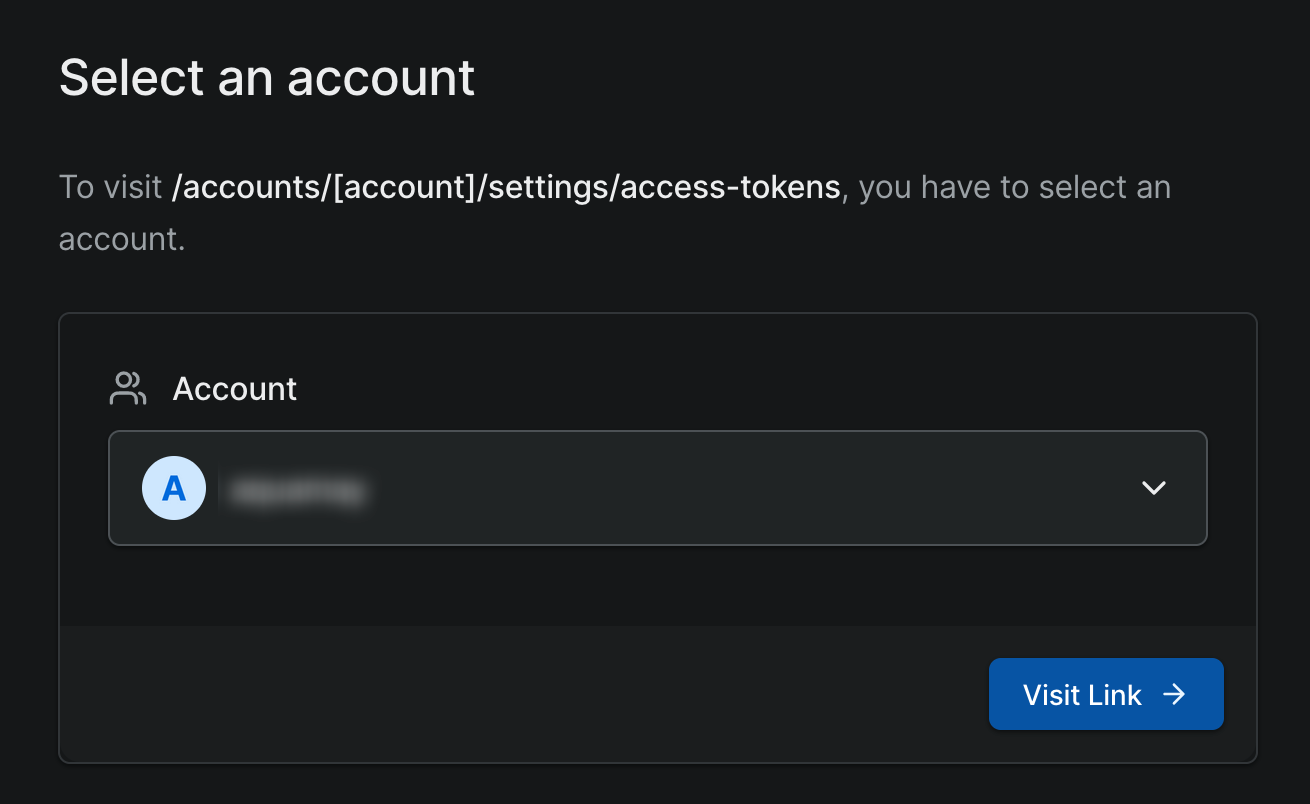 Select an account
To visit /accounts/[account]/settings/access-tokens, you have to select an
account.
Account
A
Visit Link